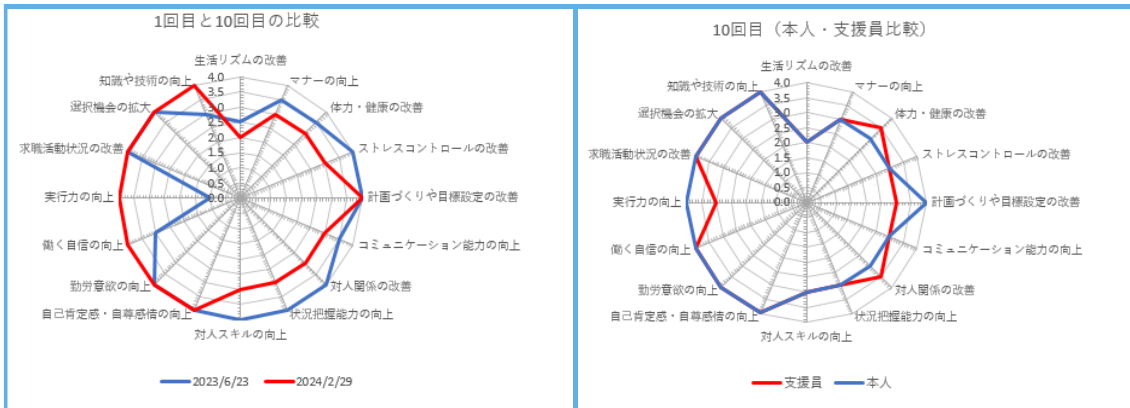 1回目と10回目の比較
生活リズムの改善
マナーの向上
体力・健康の改善
ストレスコントロールの改善
計画づくりや目標設定の改善
コミュニケーション能力の向上
対人関係の改善
状況把握能力の向上
対人スキルの向上
自己肯定感・自尊感情の向上
勤労意欲の向上
働く自信の向上
実行力の向上
求職活動状況の改善
選択機会の拡大
知識や技術の向上
4.0
3.5
3.0
2.5
2.0
1.5
1.0
0.5
0.0
2023/6/23
2024/2/29
10回目（本人・支援員比較）
生活リズムの改善
マナーの向上
体力・健康の改善
ストレスコントロールの改善
計画づくりや目標設定の改善
コミュニケーション能力の向上
対人関係の改善
状況把握能力の向上
対人スキルの向上
自己肯定感・自尊感情の向上
勤労意欲の向上
働く自信の向上
実行力の向上
求職活動状況の改善
選択機会の拡大
知識や技術の向上
4.0
3.5
3.0
2.5
2.0
1.5
1.0
0.5
0.0
支援員
本人